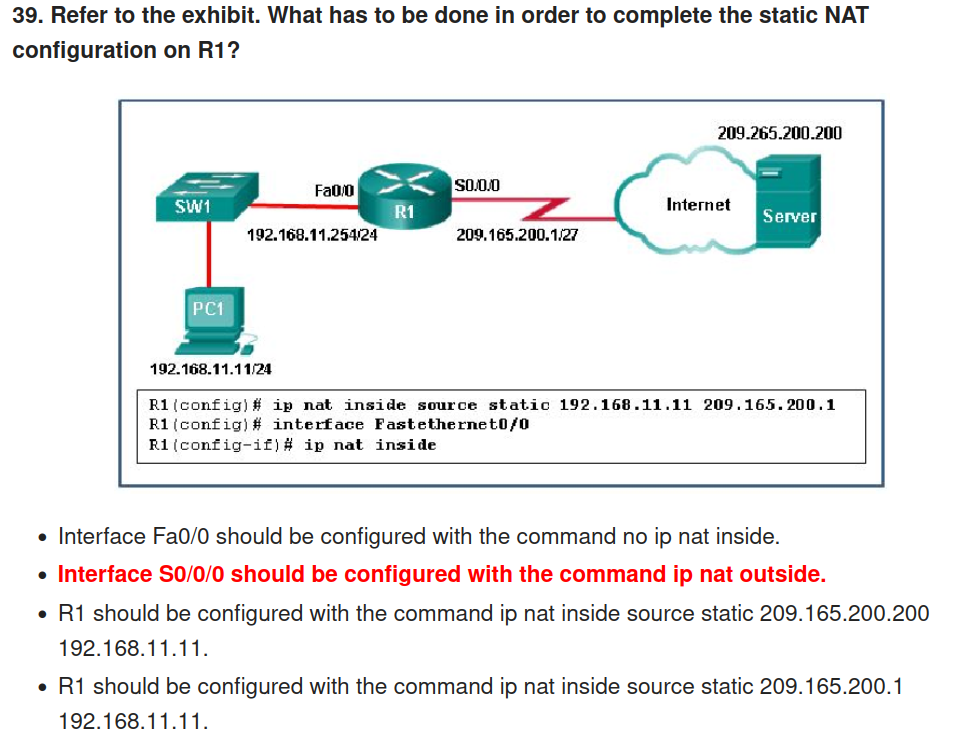 39. Refer to the exhibit. What has to be done in order to complete the static NAT
configuration on R1?
209.265.200.200
Fa0/0
S0/0/0
SW1
R1
Internet
Server
192.168.11.254/24
209.165.200.1/27
PC1
192.168.11.11/24
R1(config)# ip nat inside source static 192.168.11.11 209.165.200.1
R1(config)# interface Fastethernet0/0
R1(config-if)# ip nat inside
• Interface Fa0/0 should be configured with the command no ip nat inside.
• Interface S0/0/0 should be configured with the command ip nat outside.
• R1 should be configured with the command ip nat inside source static 209.165.200.200
192.168.11.11.
• R1 should be configured with the command ip nat inside source static 209.165.200.1
192.168.11.11.